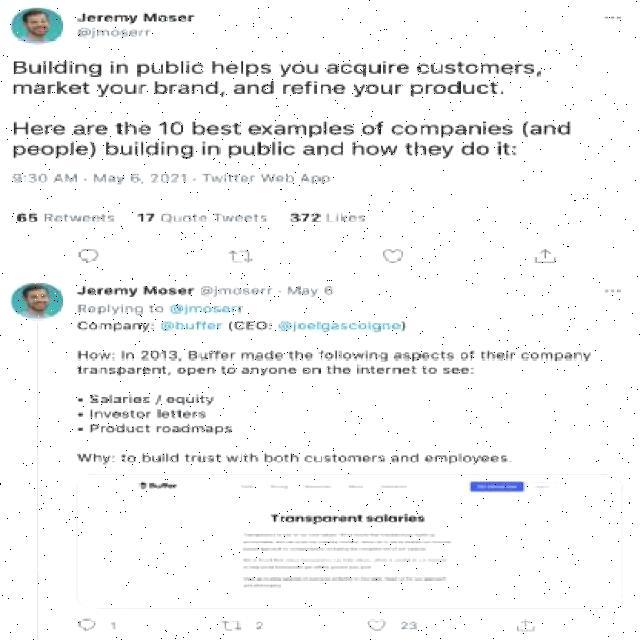 Jeremy Moser
@jmoserr
Building in public helps you acquire customers,
market your brand, and refine your product.
Here are the 10 best examples of companies (and
people) building in public and how they do it:
9:30 AM · May 6, 2021 · Twitter Web App
65 Retweets 17 Quote Tweets 372 Likes
Jeremy Moser @jmoserr · May 6
Replying to @jmoserr
Company: @buffer (CEO: @joelgascoigne)
How: In 2013, Buffer made the following aspects of their company
transparent, open to anyone on the internet to see:
• Salaries / equity
• Investor letters
• Product roadmaps
Why: to build trust with both customers and employees.
Buffer
Transparent salaries
1 2 23